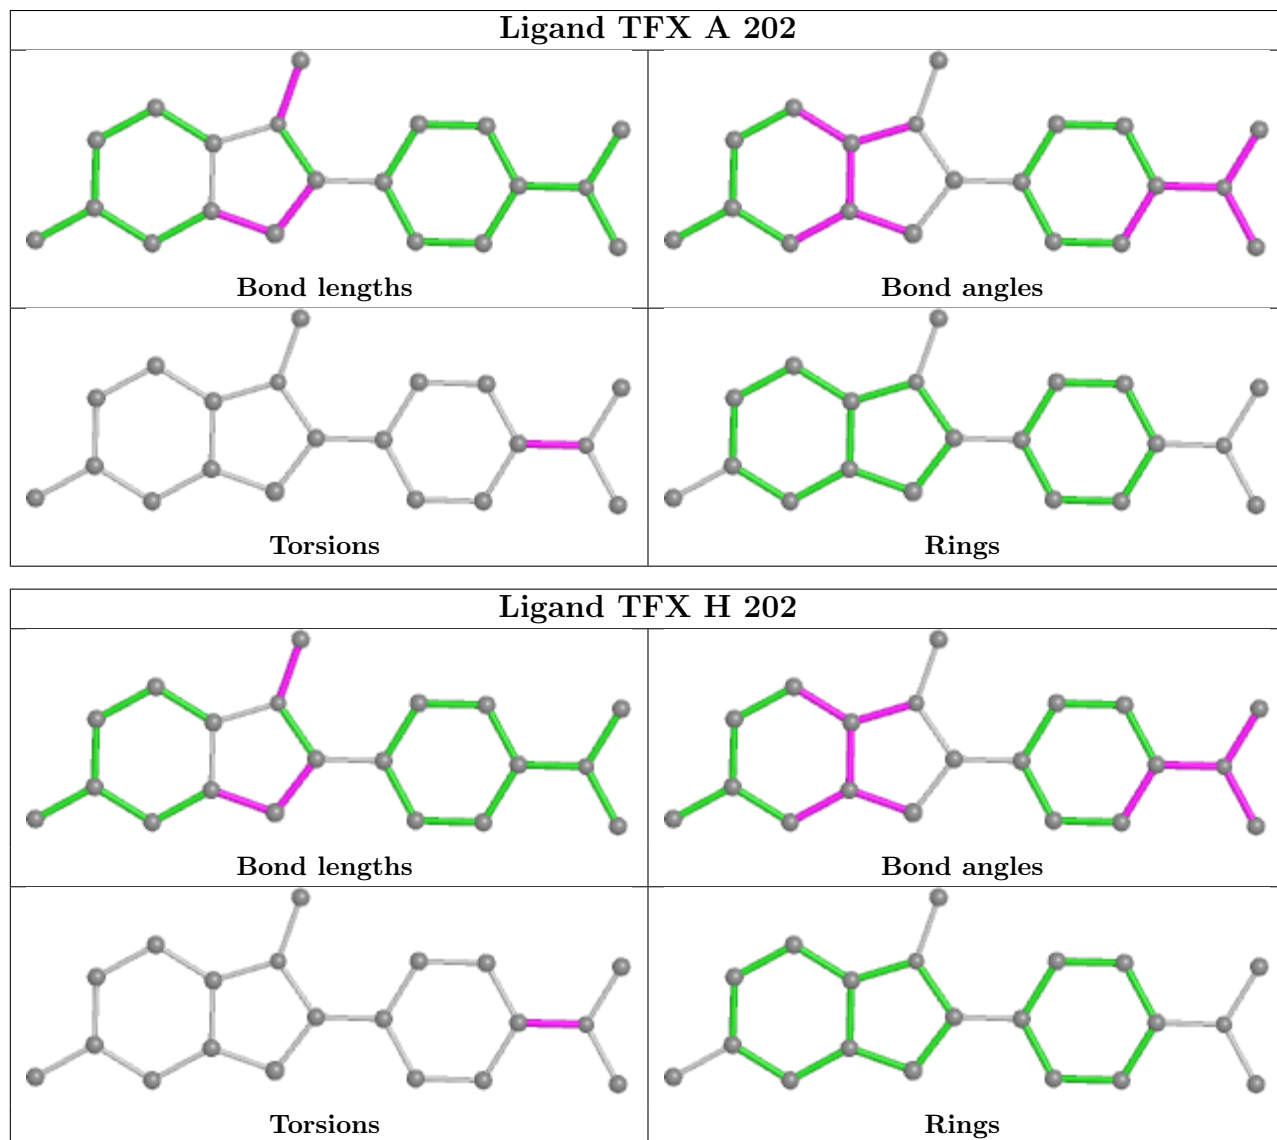 Ligand TFX A 202
Bond lengths
Bond angles
Torsions
Rings
Ligand TFX H 202
Bond lengths
Bond angles
Torsions
Rings